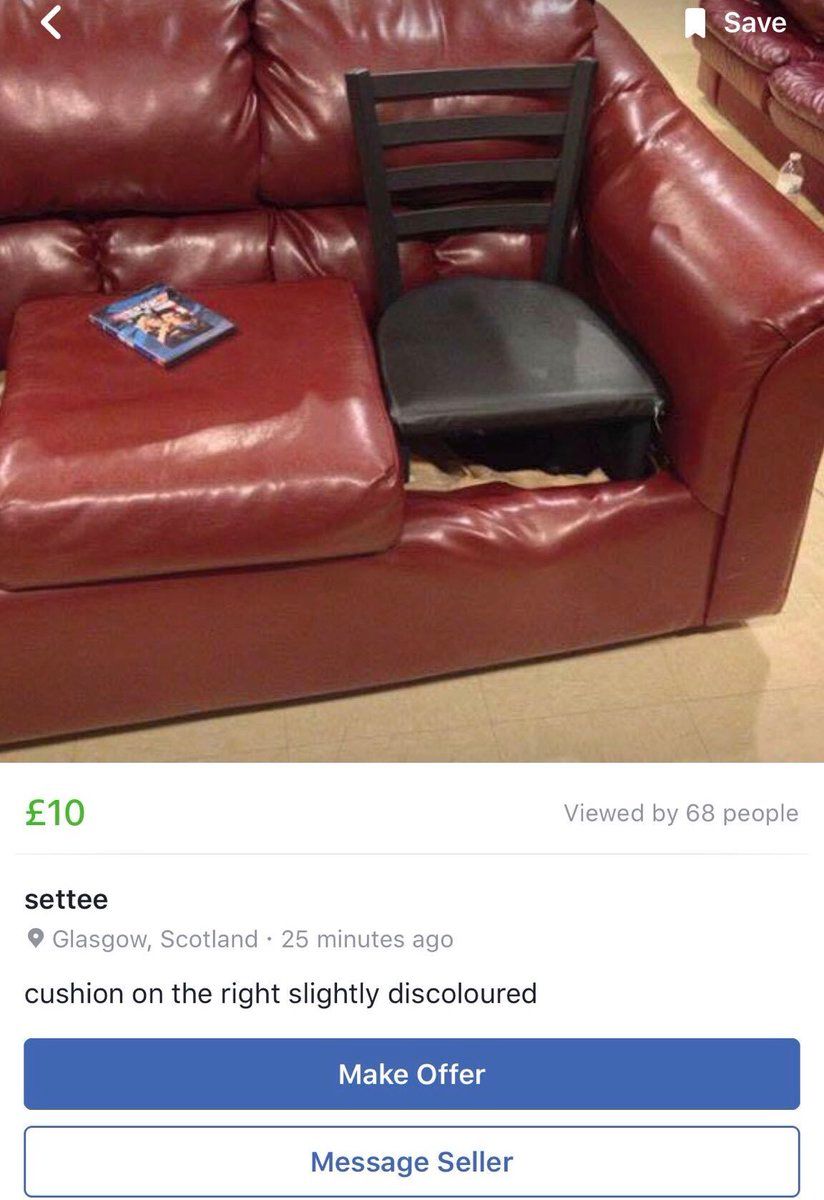 Save
£10
Viewed by 68 people
settee
Glasgow, Scotland · 25 minutes ago
cushion on the right slightly discoloured
Make Offer
Message Seller